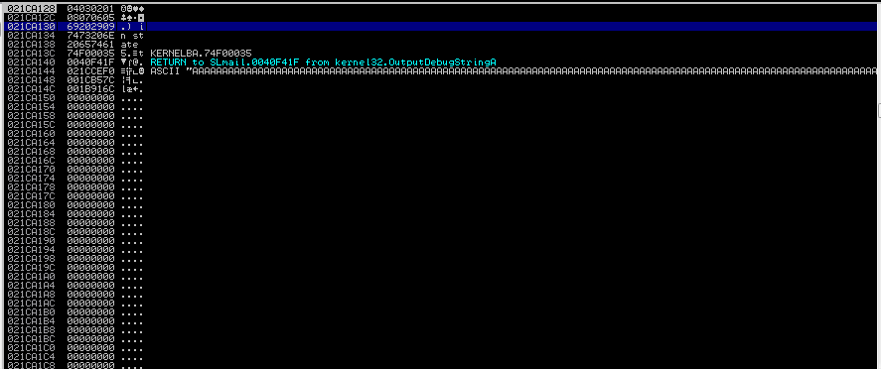 021CA128 04030201
021CA12C 08070605
021CA130 69202909 .) i
021CA134 7473206E n st
021CA138 20657461 ate
021CA13C 74F00035 KERNELBA.74F00035
021CA140 0040F41F RETURN to SLmail.0040F41F from kernel32.OutputDebugStringA
021CA144 021CCEF0 ASCII
021CA148 001CB57C
021CA14C 001B916C
021CA150 00000000 ....
021CA154 00000000 ....
021CA158 00000000 ....
021CA15C 00000000 ....
021CA160 00000000 ....
021CA164 00000000 ....
021CA168 00000000 ....
021CA16C 00000000 ....
021CA170 00000000 ....
021CA174 00000000 ....
021CA178 00000000 ....
021CA17C 00000000 ....
021CA180 00000000 ....
021CA184 00000000 ....
021CA188 00000000 ....
021CA18C 00000000 ....
021CA190 00000000 ....
021CA194 00000000 ....
021CA198 00000000 ....
021CA19C 00000000 ....
021CA1A0 00000000 ....
021CA1A4 00000000 ....
021CA1A8 00000000 ....
021CA1AC 00000000 ....
021CA1B0 00000000 ....
021CA1B4 00000000 ....
021CA1B8 00000000 ....
021CA1BC 00000000 ....
021CA1C0 00000000 ....
021CA1C4 00000000 ....
021CA1C8 00000000 ....